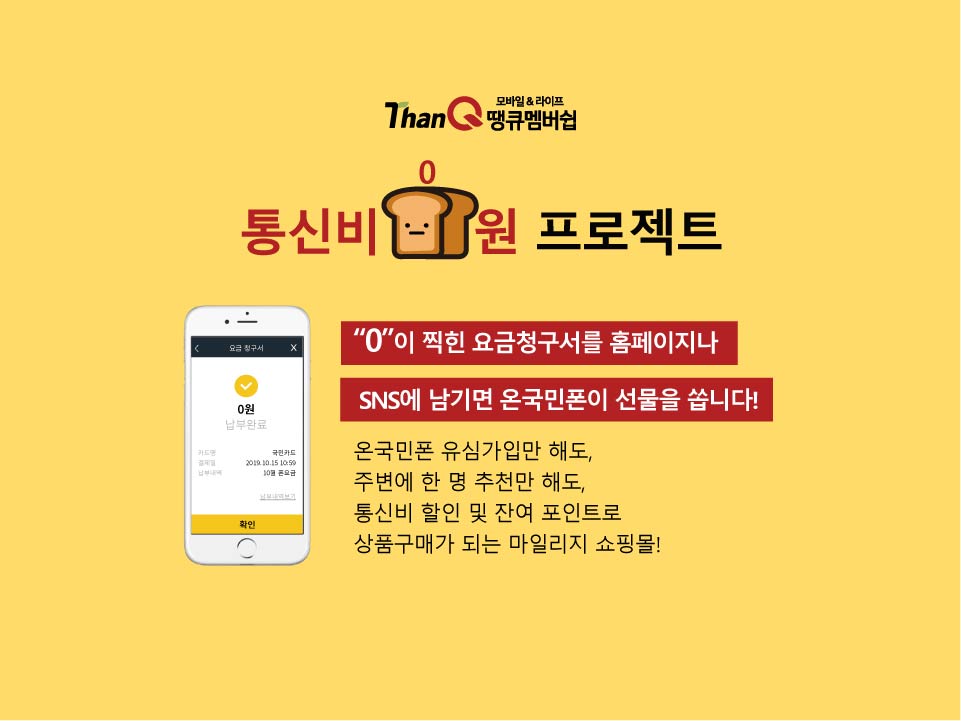 ThanQ 모바일 & 라이프
땡큐멤버쉽
0
통신비 원 프로젝트
요금 청구서 X
0원
납부완료
카드명 국민카드
결제일 2019.10.15 10:59
납부내역 10월 폰요금
납부내역보기
확인
“0”이 찍힌 요금청구서를 홈페이지나
SNS에 남기면 온국민폰이 선물을 쏩니다!
온국민폰 유심가입만 해도,
주변에 한 명 추천만 해도,
통신비 할인 및 잔여 포인트로
상품구매가 되는 마일리지 쇼핑몰!